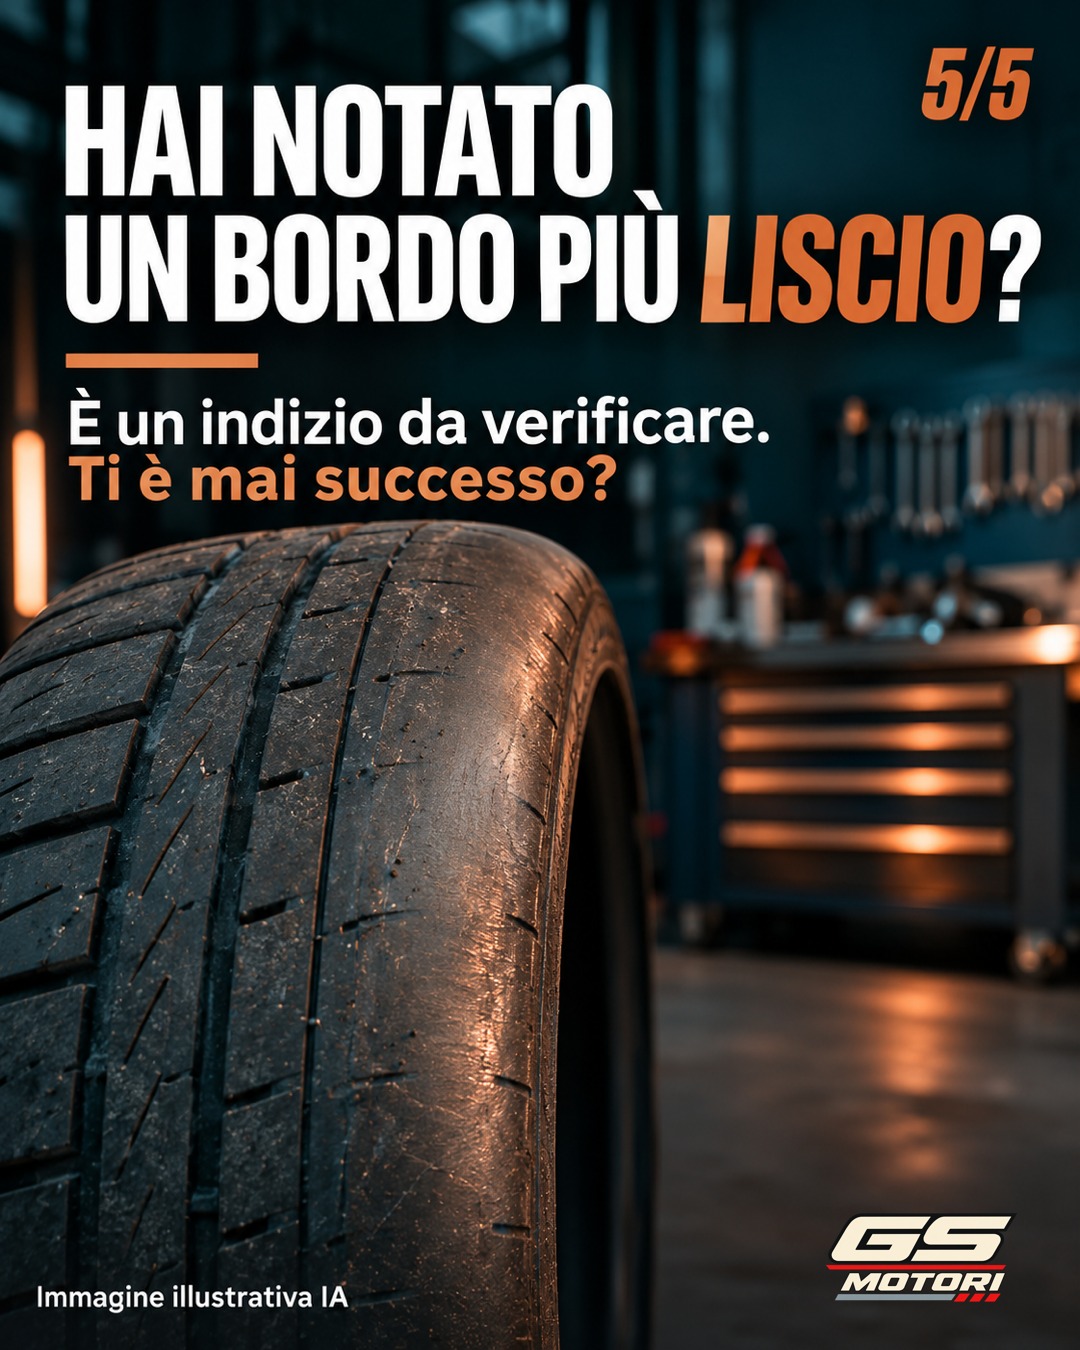 5/5
HAI NOTATO
UN BORDO PIÙ LISCIO?
È un indizio da verificare.
Ti è mai successo?
Immagine illustrativa IA
GS
MOTORI